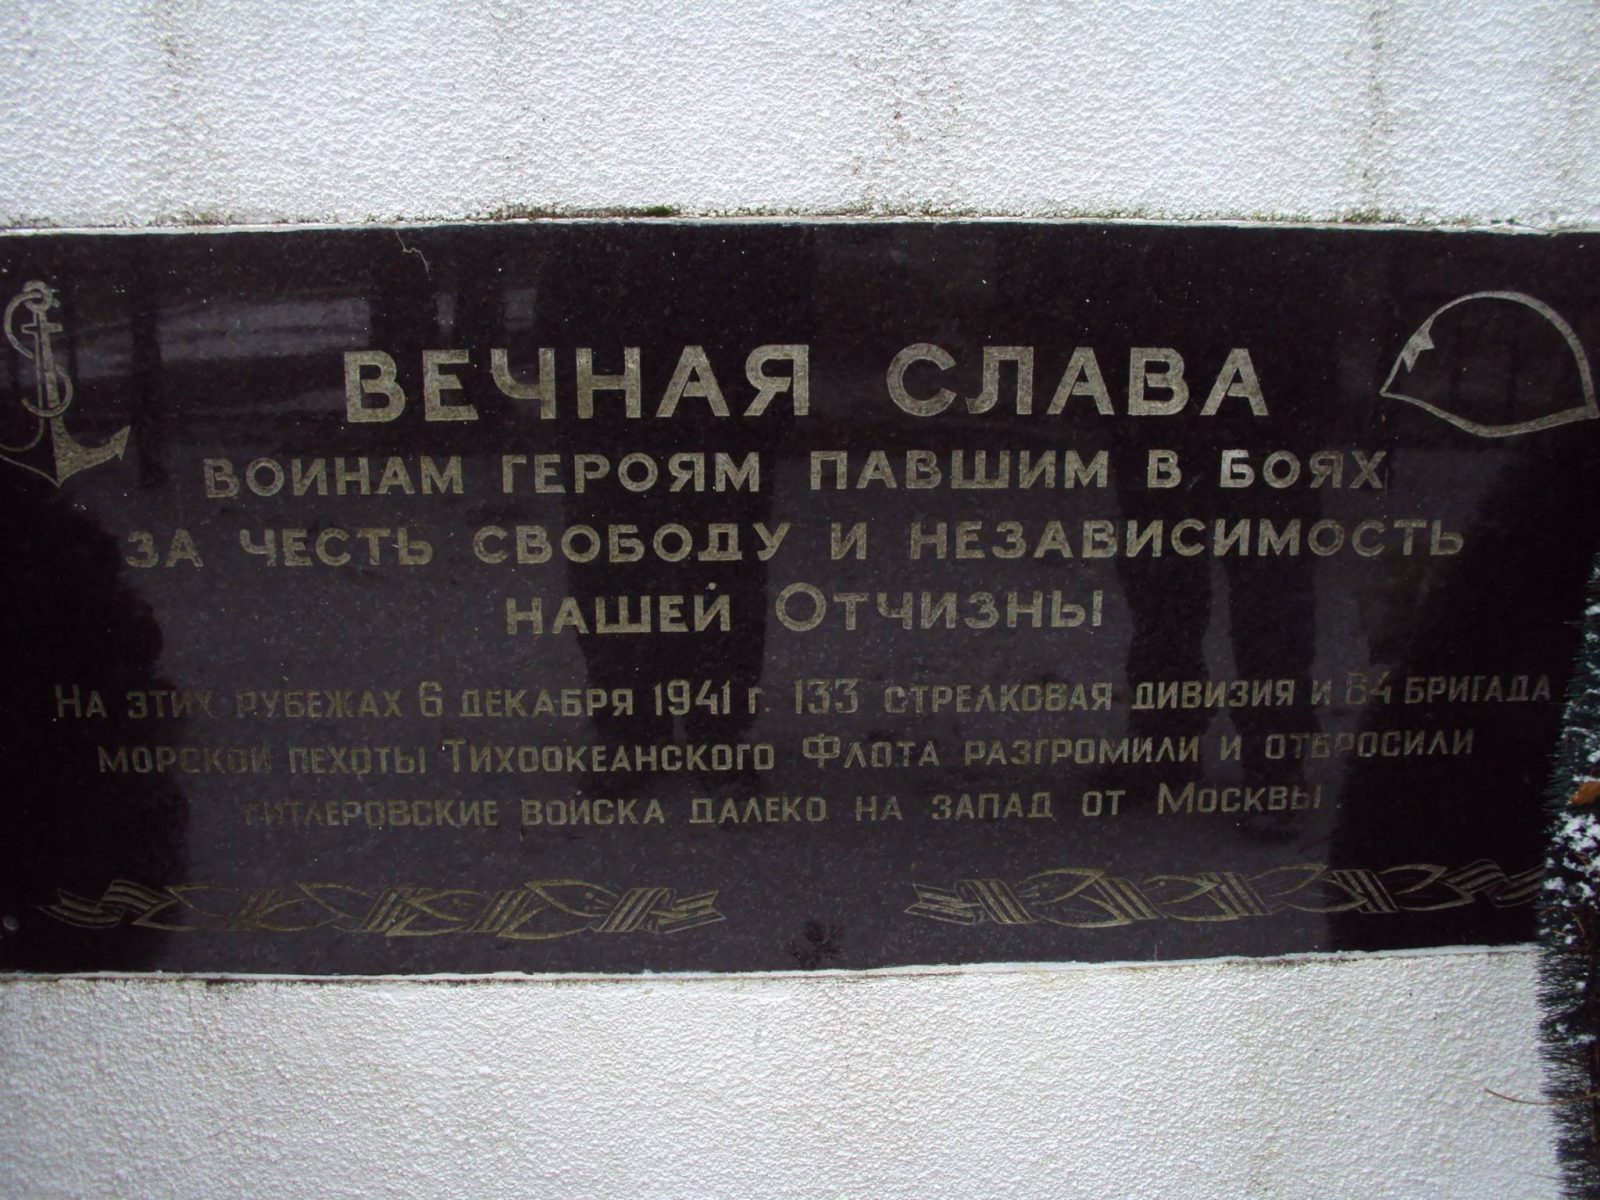 ВЕЧНАЯ СЛАВА
ВОИНАМ ГЕРОЯМ ПАВШИМ В БОЯХ
ЗА ЧЕСТЬ СВОБОДУ И НЕЗАВИСИМОСТЬ
НАШЕЙ ОТЧИЗНЫ
НА ЭТИХ РУБЕЖАХ 6 ДЕКАБРЯ 1941 Г. 133 СТРЕЛКОВАЯ ДИВИЗИЯ И 64 БРИГАДА
МОРСКОЙ ПЕХОТЫ ТИХООКЕАНСКОГО ФЛОТА РАЗГРОМИЛИ И ОТБРОСИЛИ
ГИТЛЕРОВСКИЕ ВОЙСКА ДАЛЕКО НА ЗАПАД ОТ МОСКВЫ.